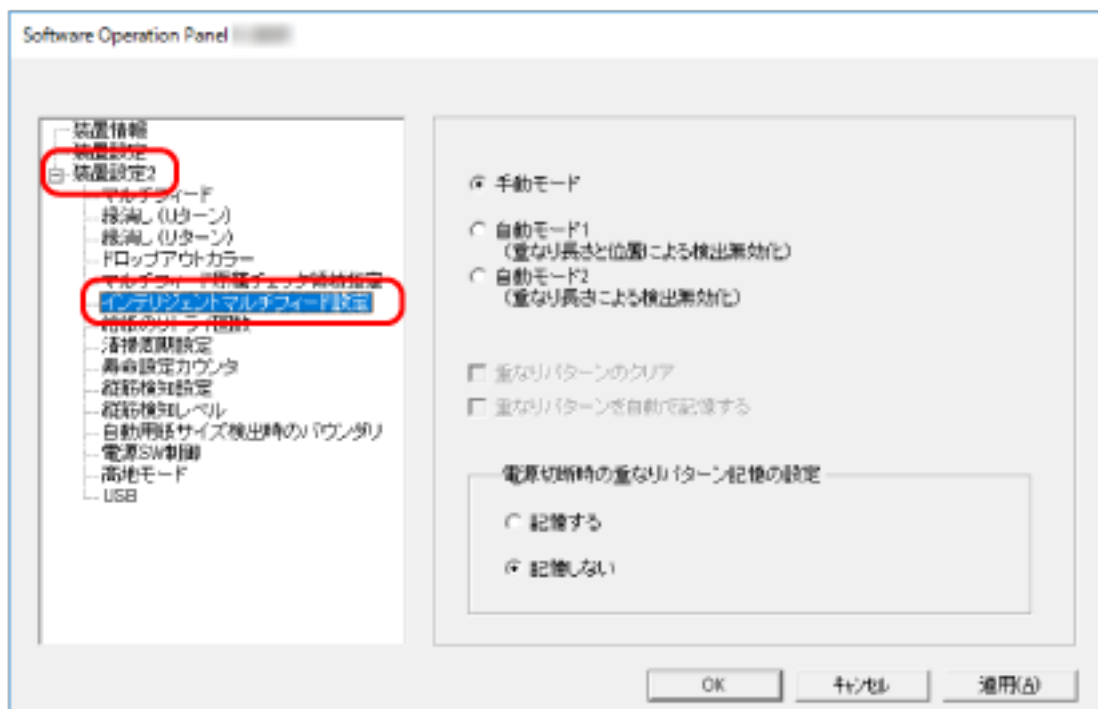 Software Operation Panel
装置情報
装置設定
装置設定2
マルチフィード
縁消し (Uターン)
縁消し (Uターン)
ドロップアウトカラー
マルチフィード原稿チェック領域指定
インテリジェントマルチフィード設定
給紙のリトライ回数
清掃周期設定
寿命設定カウンタ
縦筋検知設定
縦筋検知レベル
自動用紙サイズ検出時のバウンダリ
電源SW制御
高地モード
USB
手動モード
自動モード1
(重なり長さと位置による検出無効化)
自動モード2
(重なり長さによる検出無効化)
重なりパターンのクリア
重なりパターンを自動で記憶する
電源切断時の重なりパターン記憶の設定
記憶する
記憶しない
OK
キャンセル
適用(A)